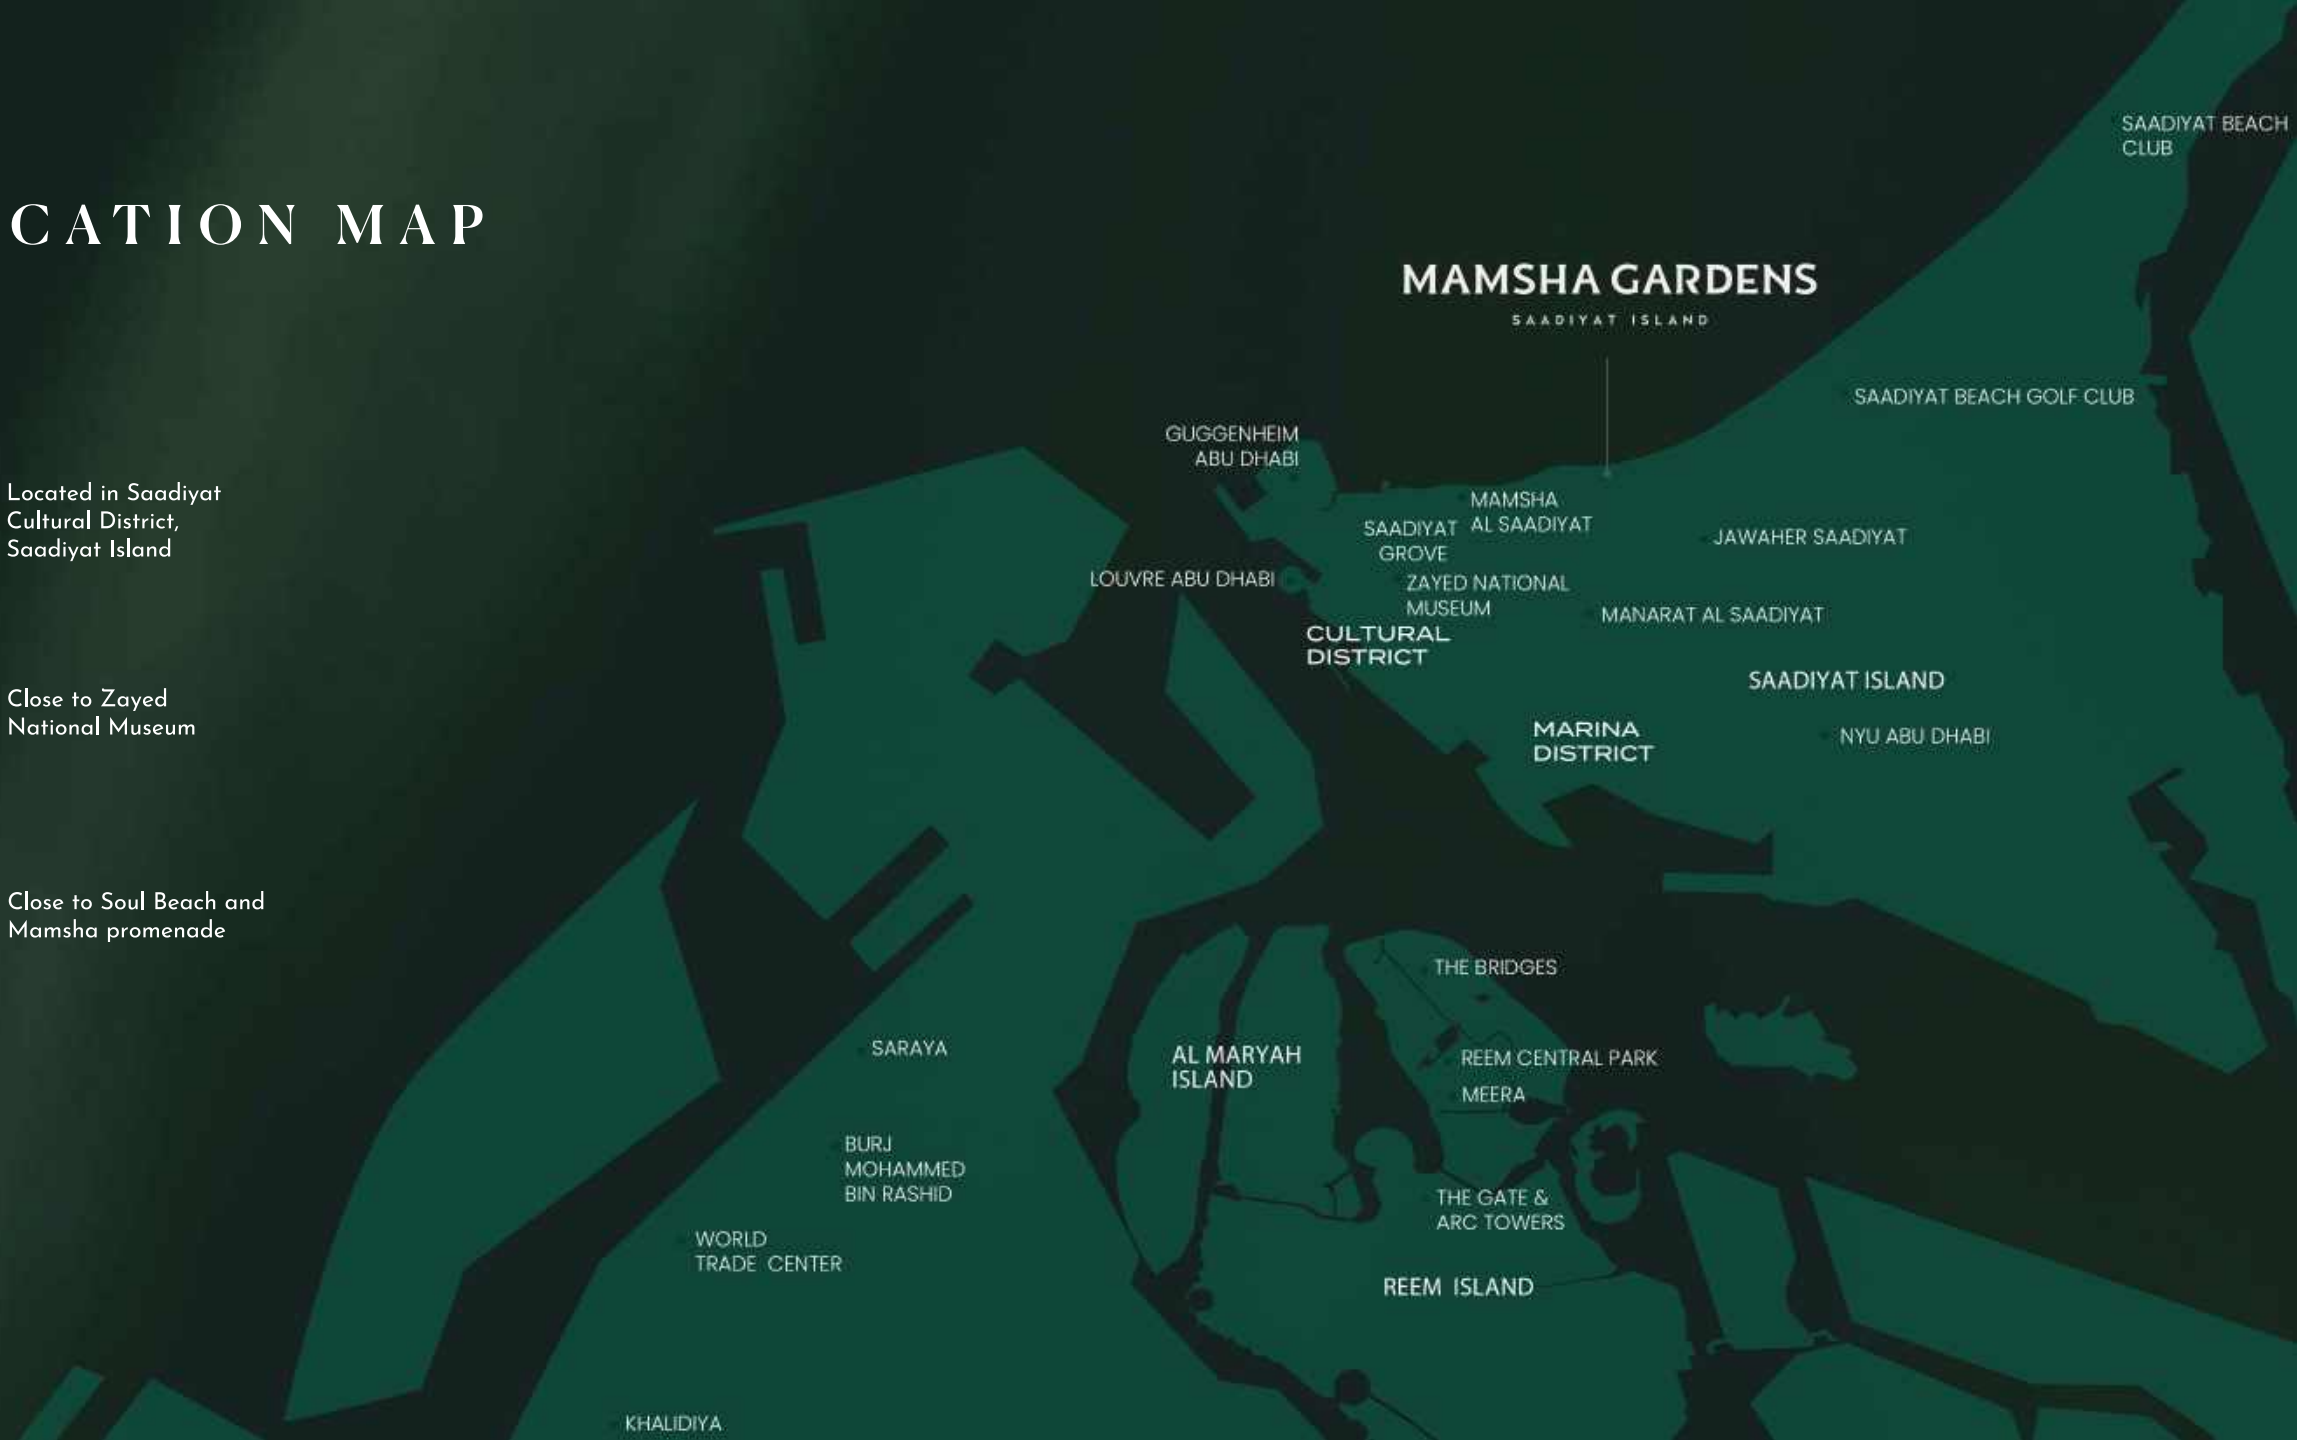 CATION MAP
Located in Saadiyat
Cultural District,
Saadiyat Island
Close to Zayed
National Museum
Close to Soul Beach and
Mamsha promenade
SAADIYAT BEACH
CLUB
MAMSHA GARDENS
SAADIYAT ISLAND
SAADIYAT BEACH GOLF CLUB
GUGGENHEIM
ABU DHABI
MAMSHA
AL SAADIYAT
SAADIYAT
GROVE
JAWAHER SAADIYAT
LOUVRE ABU DHABI
ZAYED NATIONAL
MUSEUM
MANARAT AL SAADIYAT
CULTURAL
DISTRICT
SAADIYAT ISLAND
MARINA
DISTRICT
NYU ABU DHABI
THE BRIDGES
SARAYA
AL MARYAH
ISLAND
REEM CENTRAL PARK
MEERA
BURJ
MOHAMMED
BIN RASHID
THE GATE &
ARC TOWERS
WORLD
TRADE CENTER
REEM ISLAND
KHALIDIYA